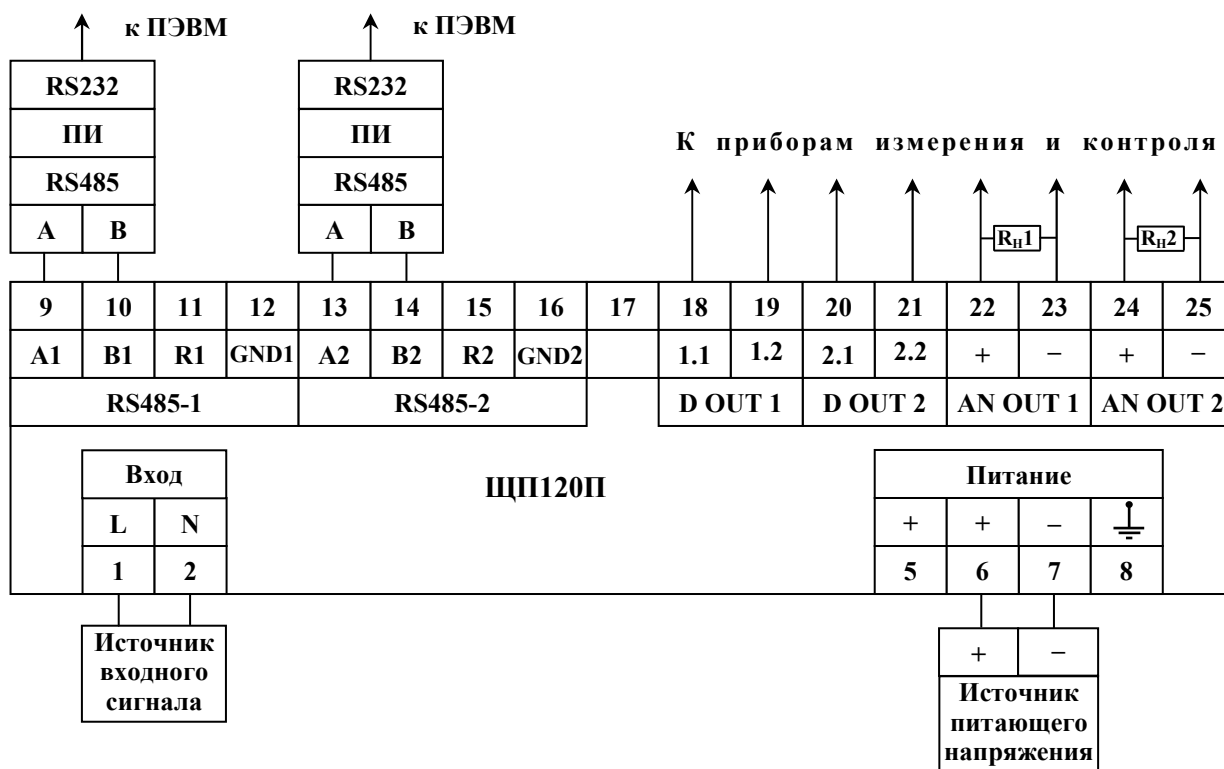 к ПЭВМ к ПЭВМ
RS232 RS232
ПИ ПИ
К приборам измерения и контроля
RS485 RS485
A B A B
RН1 RН2
9 10 11 12 13 14 15 16 17 18 19 20 21 22 23 24 25
A1 B1 R1 GND1 A2 B2 R2 GND2 1.1 1.2 2.1 2.2 + − + −
RS485-1 RS485-2 D OUT 1 D OUT 2 AN OUT 1 AN OUT 2
Вход ЩП120П Питание
L N + + −
1 2 5 6 7 8
Источник
входного
сигнала
+ −
Источник
питающего
напряжения